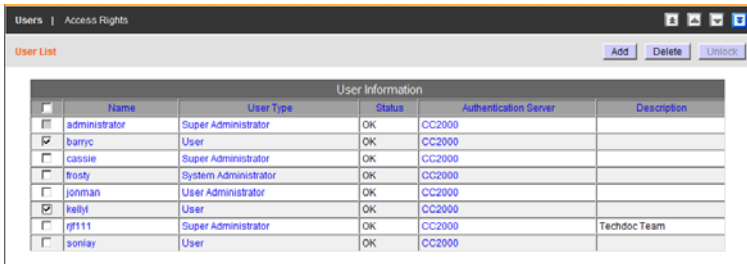 Users | Access Rights
User List Add Delete Unlock
User Information
Name User Type Status Authentication Server Description
administrator Super Administrator OK CC2000
barryc User OK CC2000
cassie Super Administrator OK CC2000
frosty System Administrator OK CC2000
jonman User Administrator OK CC2000
kellyl User OK CC2000
rjf111 Super Administrator OK CC2000 Techdoc Team
soniay User OK CC2000